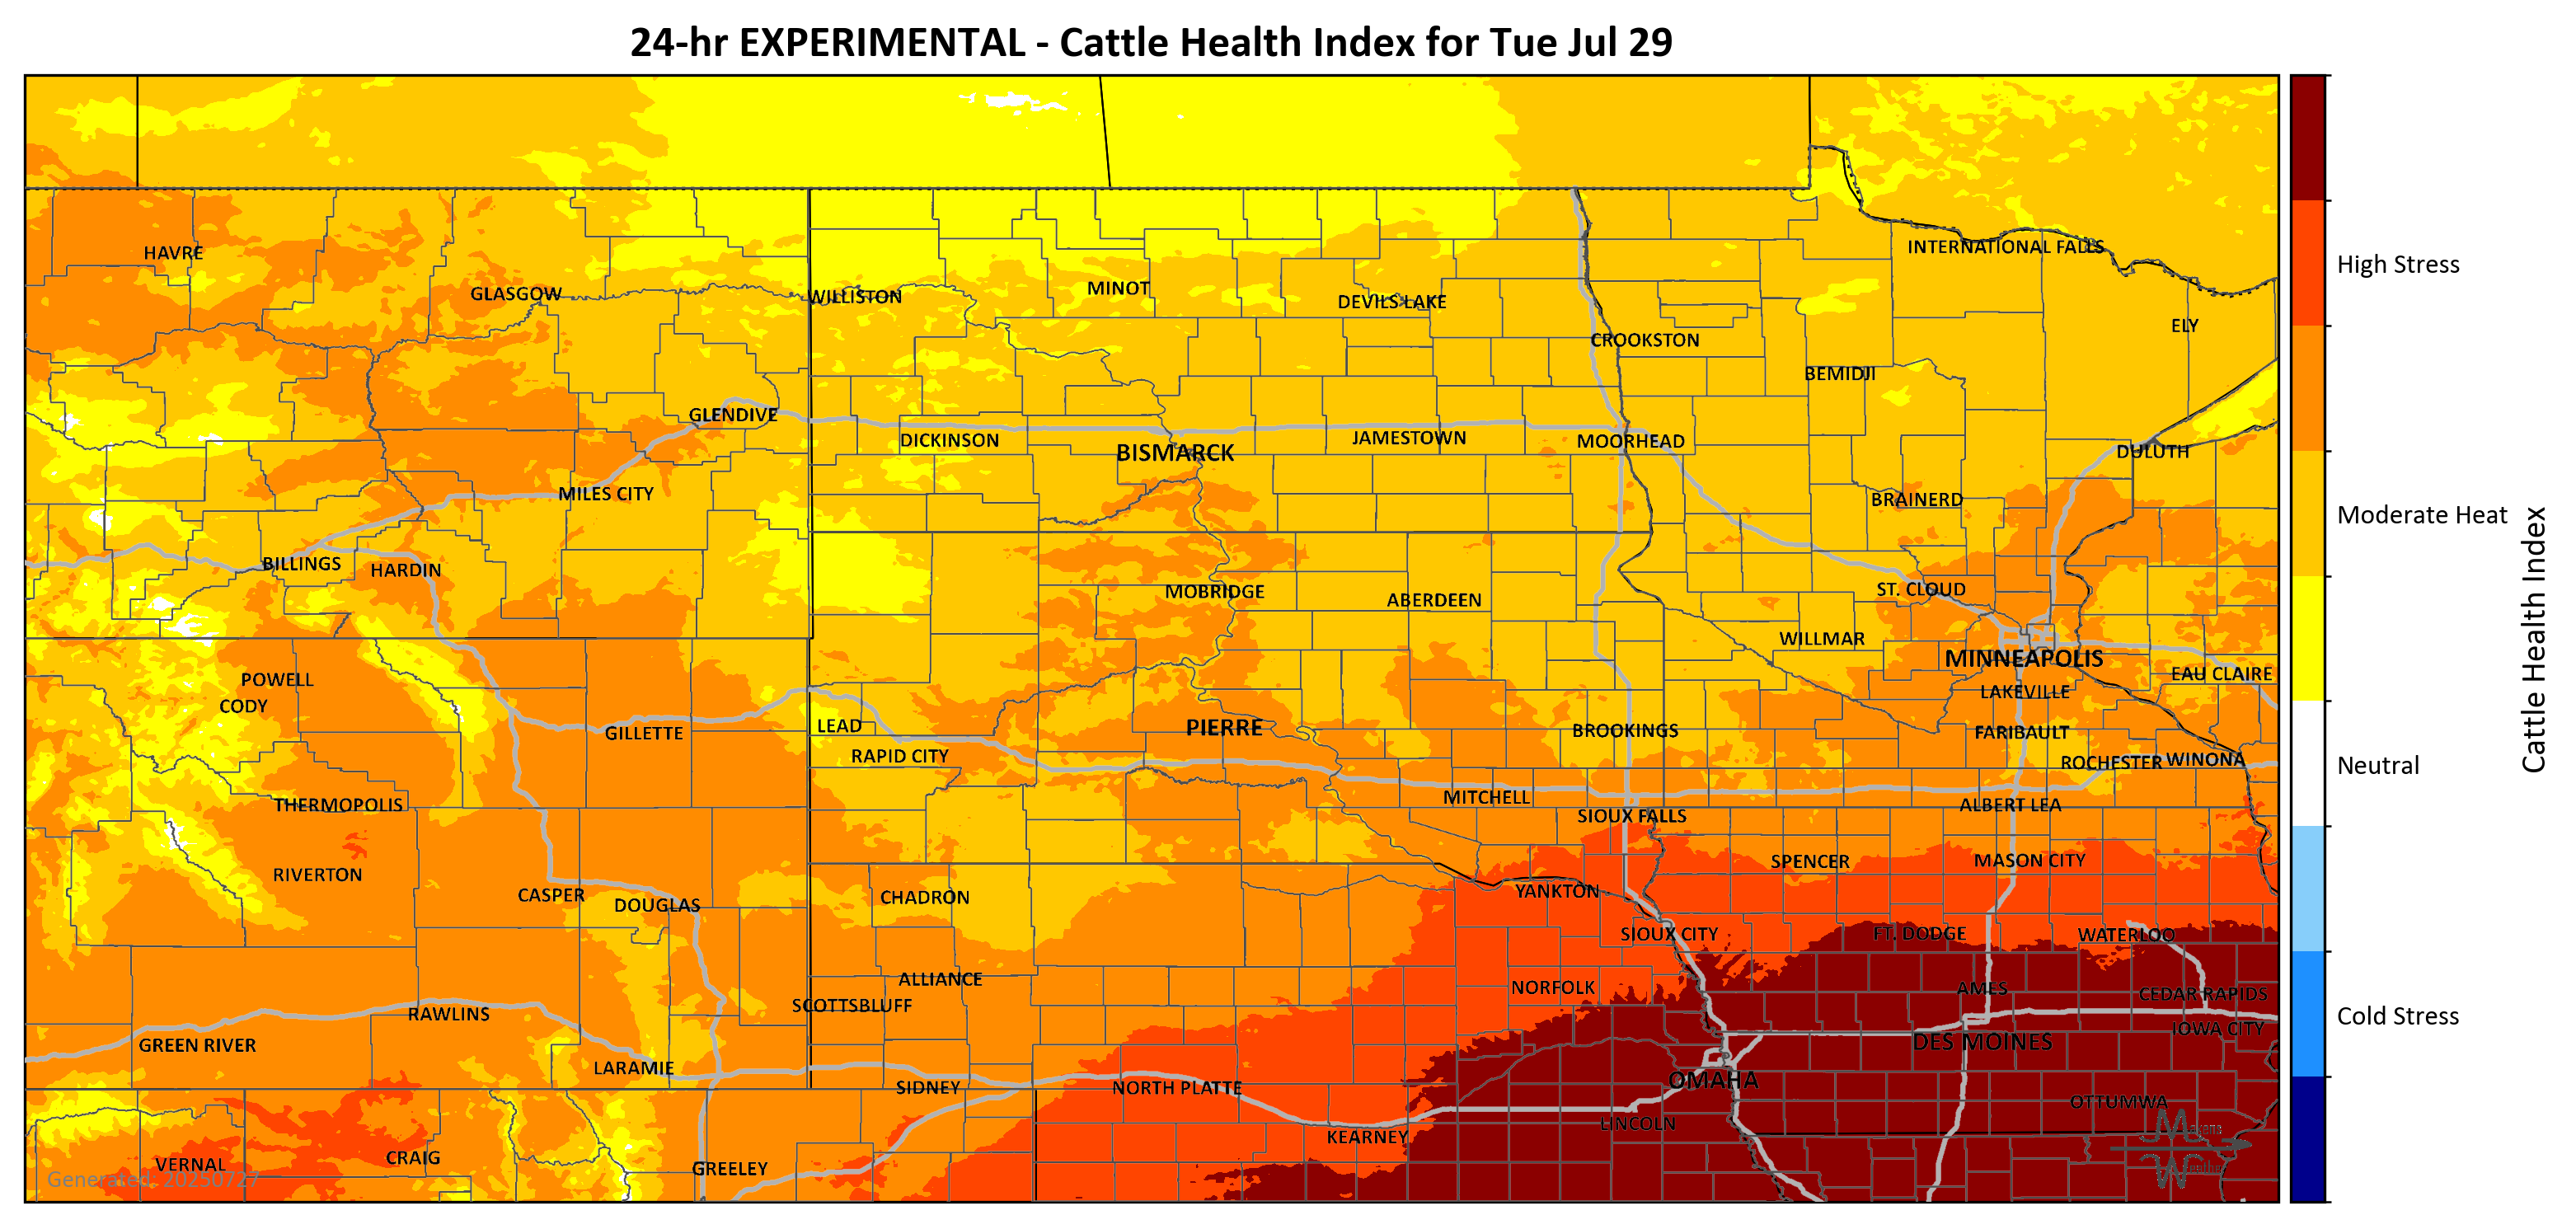 24-hr EXPERIMENTAL - Cattle Health Index for Tue Jul 29
HAVRE
INTERNATIONAL FALLS
GLASGOW
WILLISTON
MINOT
DEVILS LAKE
ELY
CROOKSTON
BEMIDJI
GLENDIVE
DICKINSON
BISMARCK
JAMESTOWN
MOORHEAD
DULUTH
MILES CITY
BRAINERD
BILLINGS
HARDIN
MOBRIDGE
ABERDEEN
ST. CLOUD
WILLMAR
MINNEAPOLIS
EAU CLAIRE
POWELL
CODY
LAKEVILLE
GILLETTE
LEAD
PIERRE
BROOKINGS
FARIBAULT
RAPID CITY
ROCHESTER
WINONA
THERMOPOLIS
MITCHELL
ALBERT LEA
SIOUX FALLS
RIVERTON
SPENCER
MASON CITY
CASPER
DOUGLAS
CHADRON
YANKTON
SIOUX CITY
FT. DODGE
WATERLOO
ALLIANCE
NORFOLK
AMES
CEDAR RAPIDS
SCOTTSBLUFF
RAWLINS
IOWA CITY
GREEN RIVER
DES MOINES
LARAMIE
SIDNEY
NORTH PLATTE
OMAHA
OTTUMWA
LINCOLN
KEARNEY
VERNAL
CRAIG
GREELEY
Generated: 20250727
High Stress
Moderate Heat
Neutral
Cold Stress
Cattle Health Index